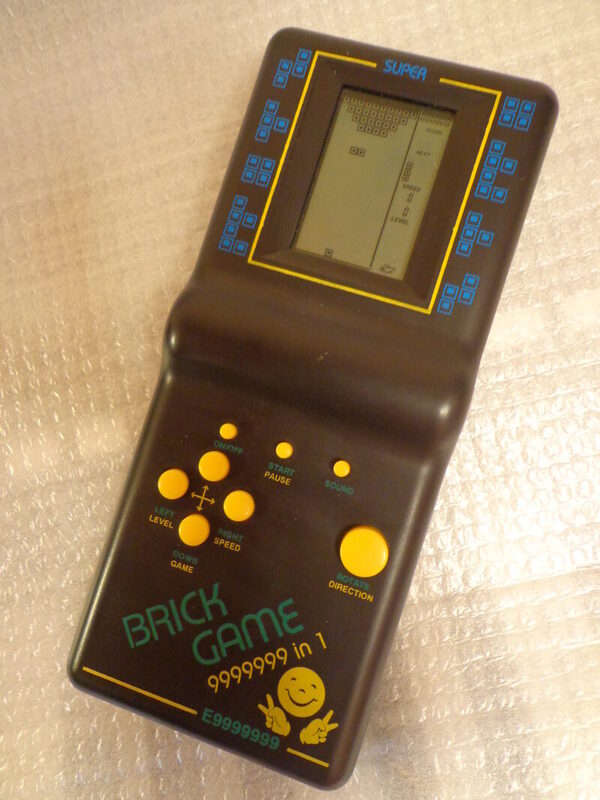 SUPER
SCORE
NEXT
SPEED
LEVEL
ON/OFF
START
PAUSE
SOUND
LEFT
LEVEL
RIGHT
SPEED
DOWN
GAME
ROTATE
DIRECTION
BRICK
GAME
9999999 in 1
E9999999